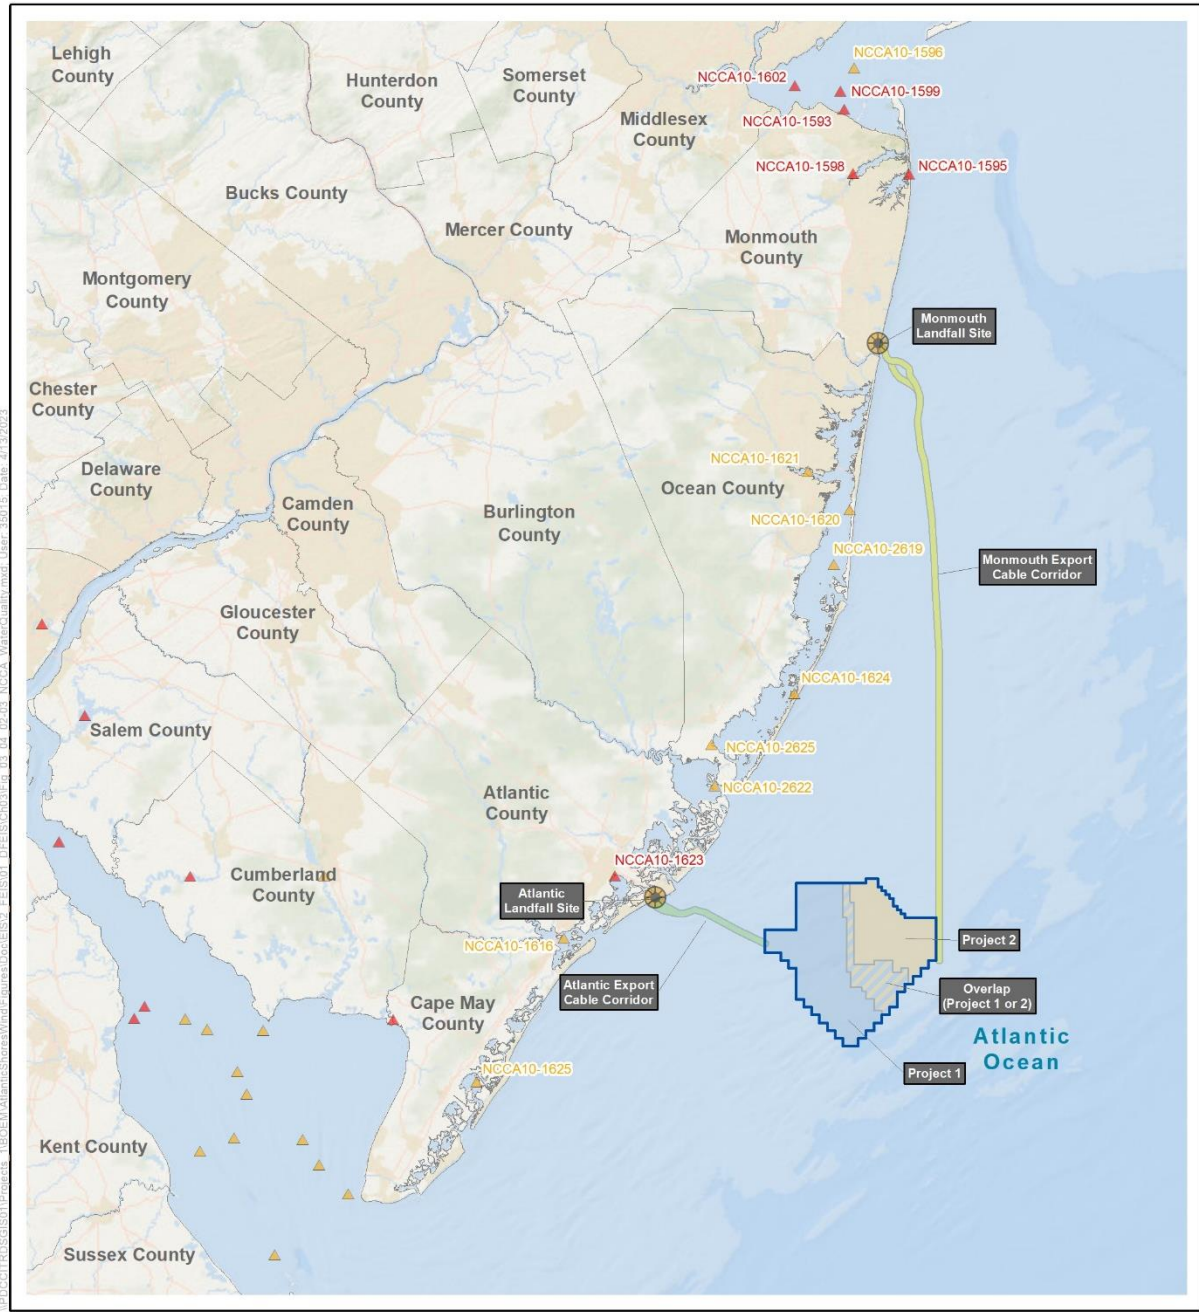 Lehigh
County
Hunterdon
County
Somerset
County
NCCA10-1596
NCCA10-1602
NCCA10-1599
Middlesex
County
NCCA10-1593
NCCA10-1598
NCCA10-1595
Bucks County
Mercer County
Monmouth
County
Montgomery
County
Monmouth
Landfall Site
Chester
County
Delaware
County
NCCA10-1621
Ocean County
Camden
County
Burlington
County
NCCA10-1620
NCCA10-2619
Monmouth Export
Cable Corridor
Gloucester
County
NCCA10-1624
Salem County
NCCA10-2625
NCCA10-2622
Atlantic
County
NCCA10-1623
Cumberland
County
Atlantic
Landfall Site
NCCA10-1616
Project 2
Atlantic Export
Cable Corridor
Overlap
(Project 1 or 2)
Cape May
County
Atlantic
Ocean
Project 1
NCCA10-1625
Kent County
Sussex County